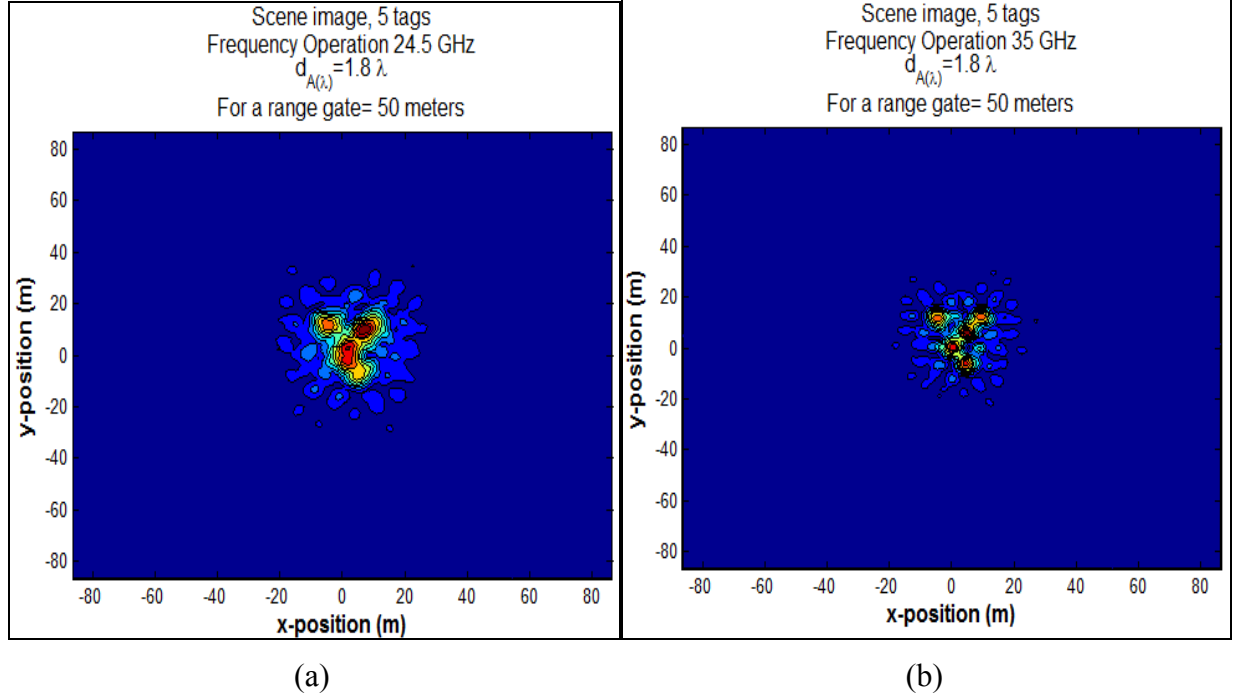 Scene image, 5 tags
Frequency Operation 24.5 GHz
d_A(λ)=1.8 λ
For a range gate= 50 meters
80
60
40
20
0
-20
-40
-60
-80
y-position (m)
-80 -60 -40 -20 0 20 40 60 80
x-position (m)
(a)
Scene image, 5 tags
Frequency Operation 35 GHz
d_A(λ)=1.8 λ
For a range gate= 50 meters
80
60
40
20
0
-20
-40
-60
-80
y-position (m)
-80 -60 -40 -20 0 20 40 60 80
x-position (m)
(b)